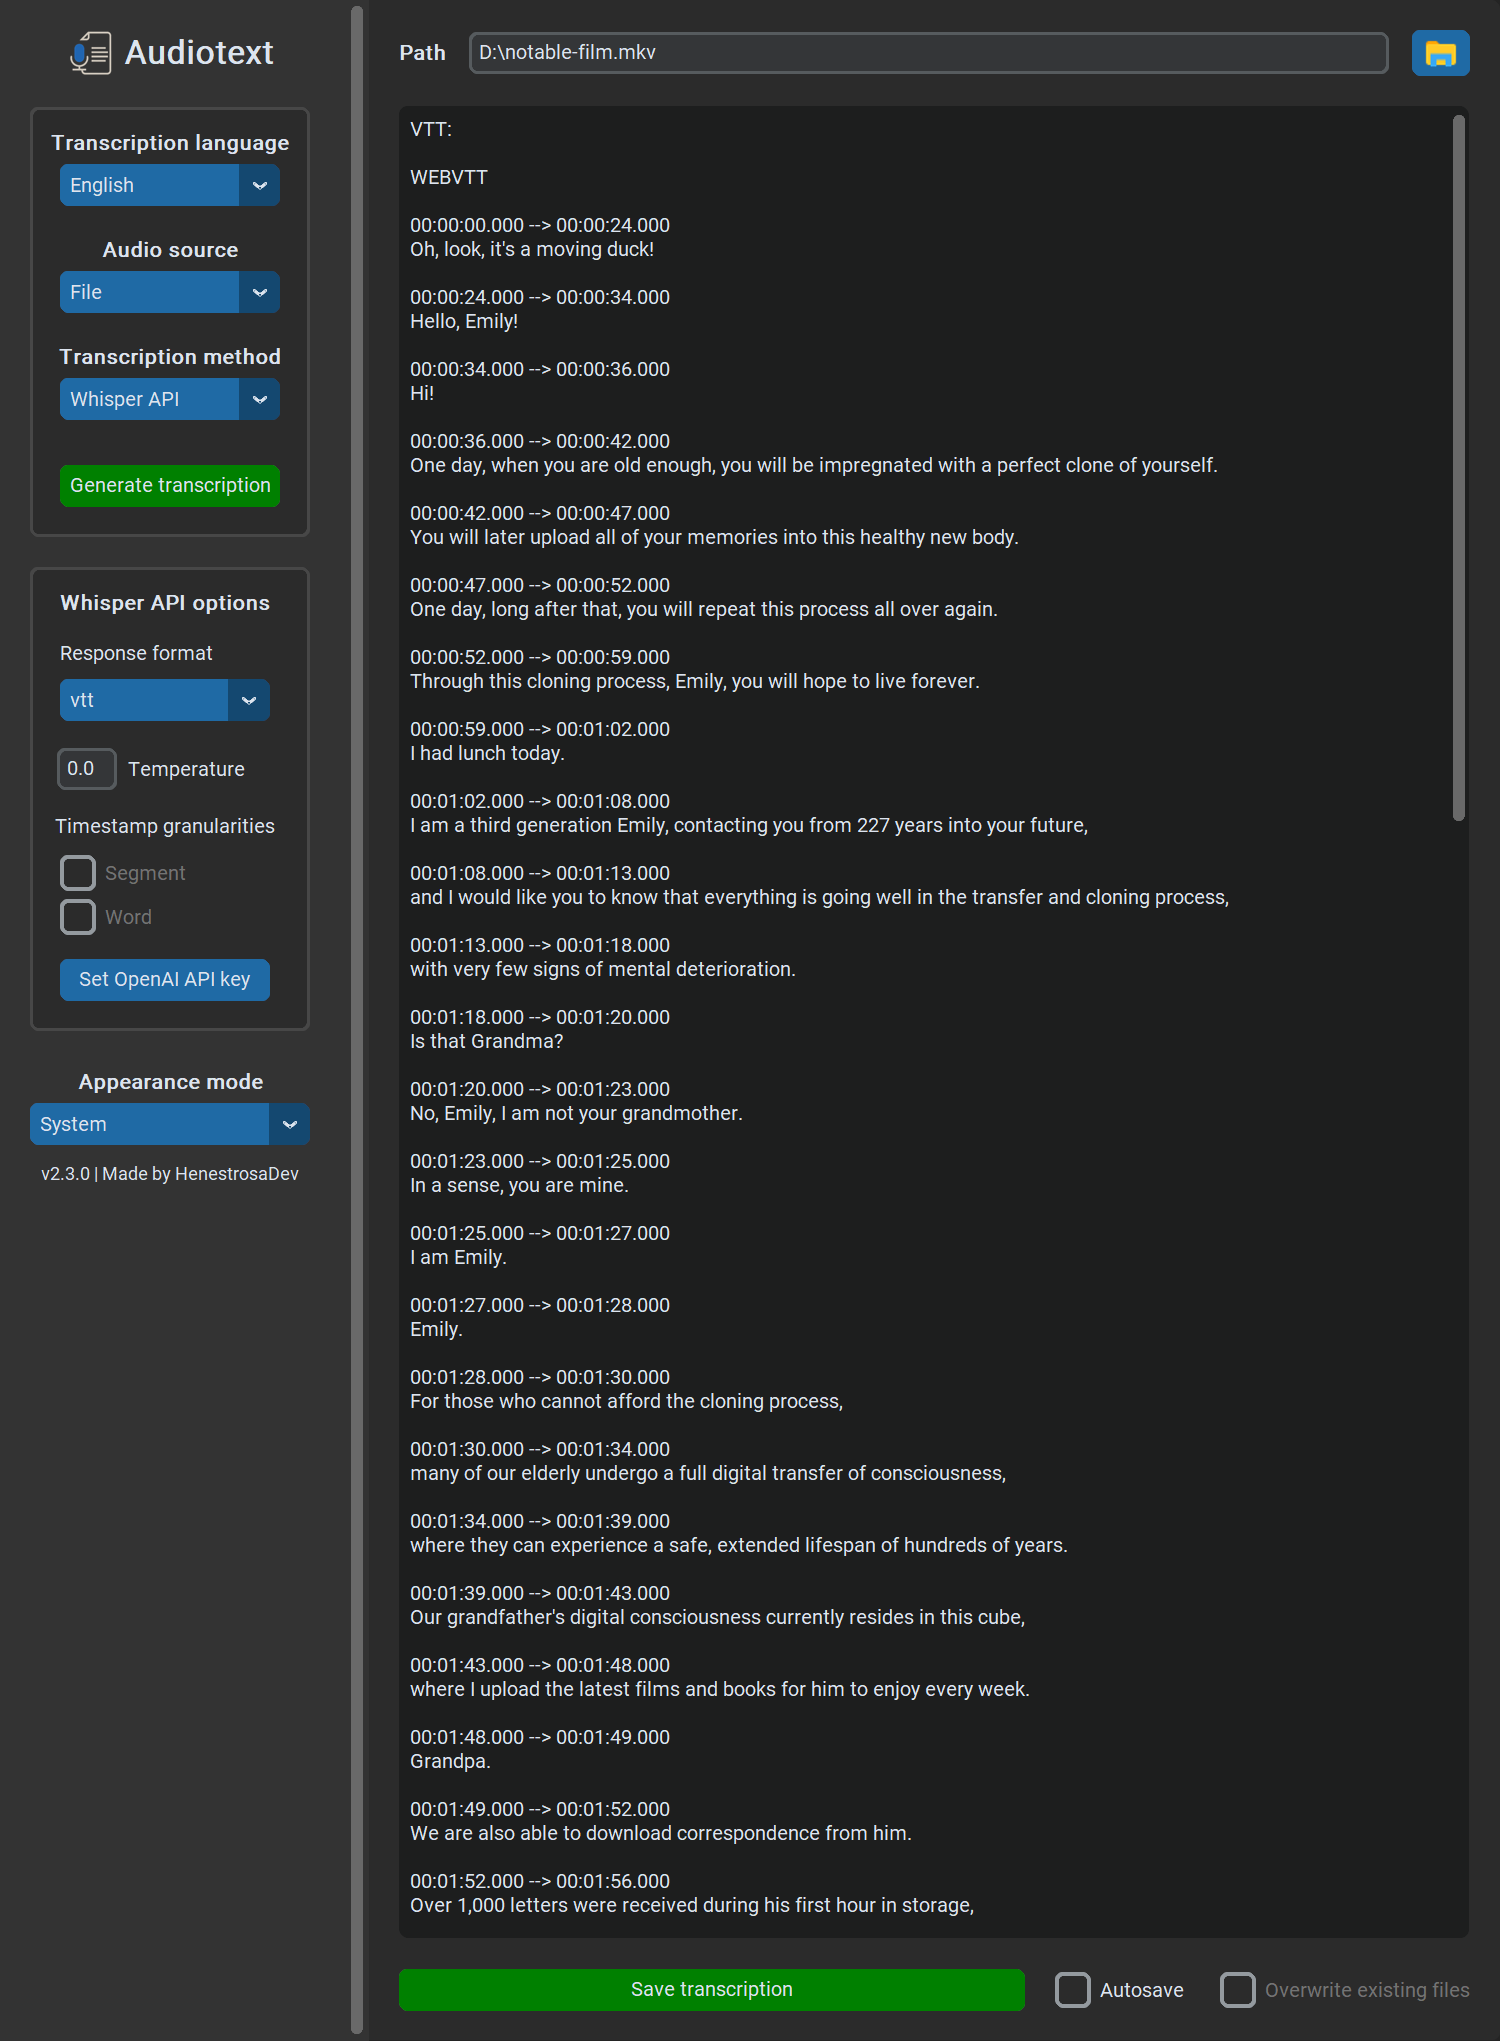 Audiotext
Transcription language
English
Audio source
File
Transcription method
Whisper API
Generate transcription
Whisper API options
Response format
vtt
0.0 Temperature
Timestamp granularities
Segment
Word
Set OpenAI API key
Appearance mode
System
v2.3.0 | Made by HenestrosaDev
Path D:\notable-film.mkv
VTT:
WEBVTT
00:00:00.000 --> 00:00:24.000
Oh, look, it's a moving duck!
00:00:24.000 --> 00:00:34.000
Hello, Emily!
00:00:34.000 --> 00:00:36.000
Hi!
00:00:36.000 --> 00:00:42.000
One day, when you are old enough, you will be impregnated with a perfect clone of yourself.
00:00:42.000 --> 00:00:47.000
You will later upload all of your memories into this healthy new body.
00:00:47.000 --> 00:00:52.000
One day, long after that, you will repeat this process all over again.
00:00:52.000 --> 00:00:59.000
Through this cloning process, Emily, you will hope to live forever.
00:00:59.000 --> 00:01:02.000
I had lunch today.
00:01:02.000 --> 00:01:08.000
I am a third generation Emily, contacting you from 227 years into your future,
00:01:08.000 --> 00:01:13.000
and I would like you to know that everything is going well in the transfer and cloning process,
00:01:13.000 --> 00:01:18.000
with very few signs of mental deterioration.
00:01:18.000 --> 00:01:20.000
Is that Grandma?
00:01:20.000 --> 00:01:23.000
No, Emily, I am not your grandmother.
00:01:23.000 --> 00:01:25.000
In a sense, you are mine.
00:01:25.000 --> 00:01:27.000
I am Emily.
00:01:27.000 --> 00:01:28.000
Emily.
00:01:28.000 --> 00:01:30.000
For those who cannot afford the cloning process,
00:01:30.000 --> 00:01:34.000
many of our elderly undergo a full digital transfer of consciousness,
00:01:34.000 --> 00:01:39.000
where they can experience a safe, extended lifespan of hundreds of years.
00:01:39.000 --> 00:01:43.000
Our grandfather's digital consciousness currently resides in this cube,
00:01:43.000 --> 00:01:48.000
where I upload the latest films and books for him to enjoy every week.
00:01:48.000 --> 00:01:49.000
Grandpa.
00:01:49.000 --> 00:01:52.000
We are also able to download correspondence from him.
00:01:52.000 --> 00:01:56.000
Over 1,000 letters were received during his first hour in storage,
Save transcription
Autosave
Overwrite existing files